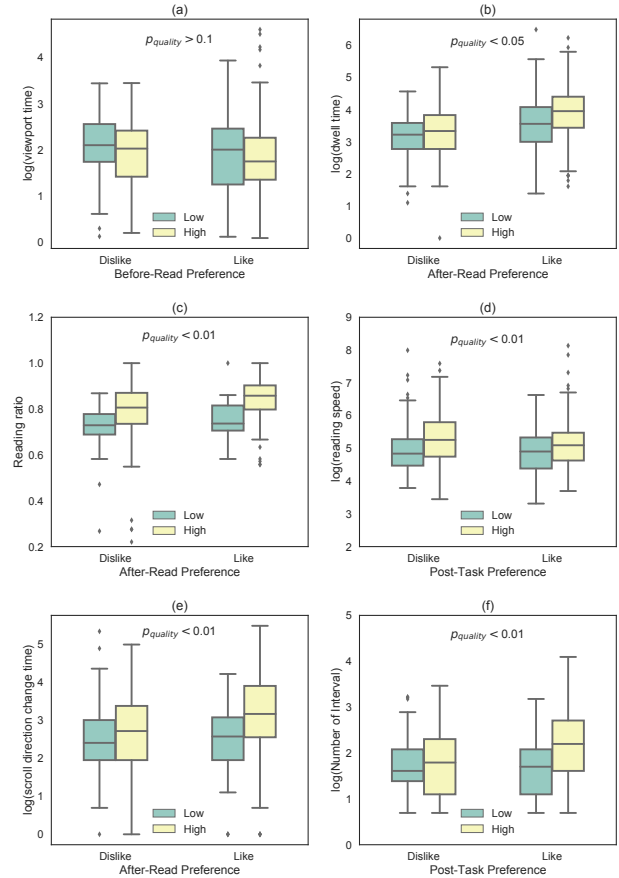 (a)
p_quality > 0.1
log(viewport time)
4
3
2
1
0
Low
High
Dislike
Like
Before-Read Preference
(b)
p_quality < 0.05
log(dwell time)
6
5
4
3
2
1
0
Low
High
Dislike
Like
After-Read Preference
(c)
p_quality < 0.01
Reading ratio
1.2
1.0
0.8
0.6
0.4
0.2
Low
High
Dislike
Like
After-Read Preference
(d)
p_quality < 0.01
log(reading speed)
9
8
7
6
5
4
3
2
Low
High
Dislike
Like
Post-Task Preference
(e)
p_quality < 0.01
log(scroll direction change time)
5
4
3
2
1
0
Low
High
Dislike
Like
After-Read Preference
(f)
p_quality < 0.01
log(Number of Interval)
5
4
3
2
1
0
Low
High
Dislike
Like
Post-Task Preference